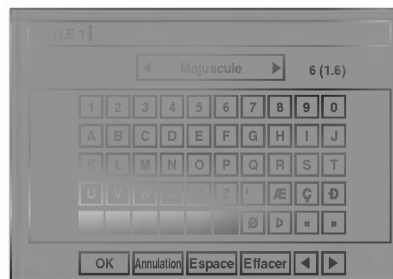 TITLE 1
Majuscule
6 (1.6)
1 2 3 4 5 6 7 8 9 0
A B C D E F G H I J
K L M N O P Q R S T
U V W X Y Z ' Æ Ç Ð
Ø Þ « »
OK Annulation Espace Effacer